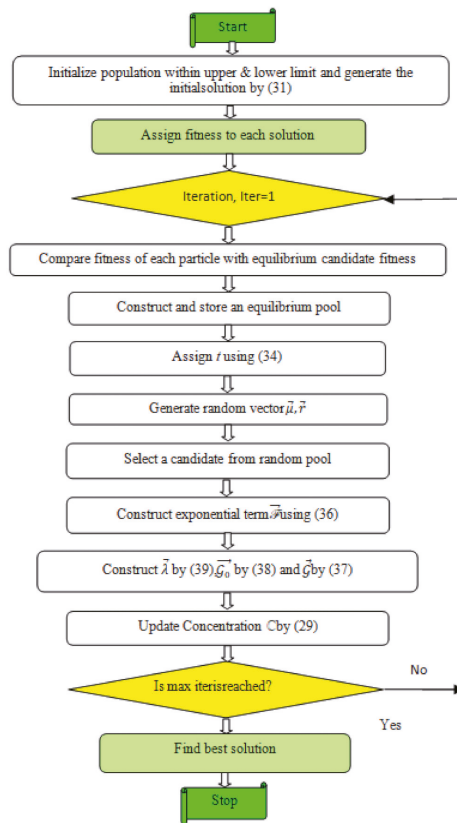 Start
Initialize population within upper & lower limit and generate the
initialsolution by (31)
Assign fitness to each solution
Iteration, Iter=1
Compare fitness of each particle with equilibrium candidate fitness
Construct and store an equilibrium pool
Assign t using (34)
Generate random vector μ⃗, r⃗
Select a candidate from random pool
Construct exponential term ℱ⃗using (36)
Construct λ⃗ by (39),𝒢₀⃗ by (38) and 𝒢⃗by (37)
Update Concentration ℂby (29)
Is max iterisreached?
No
Yes
Find best solution
Stop